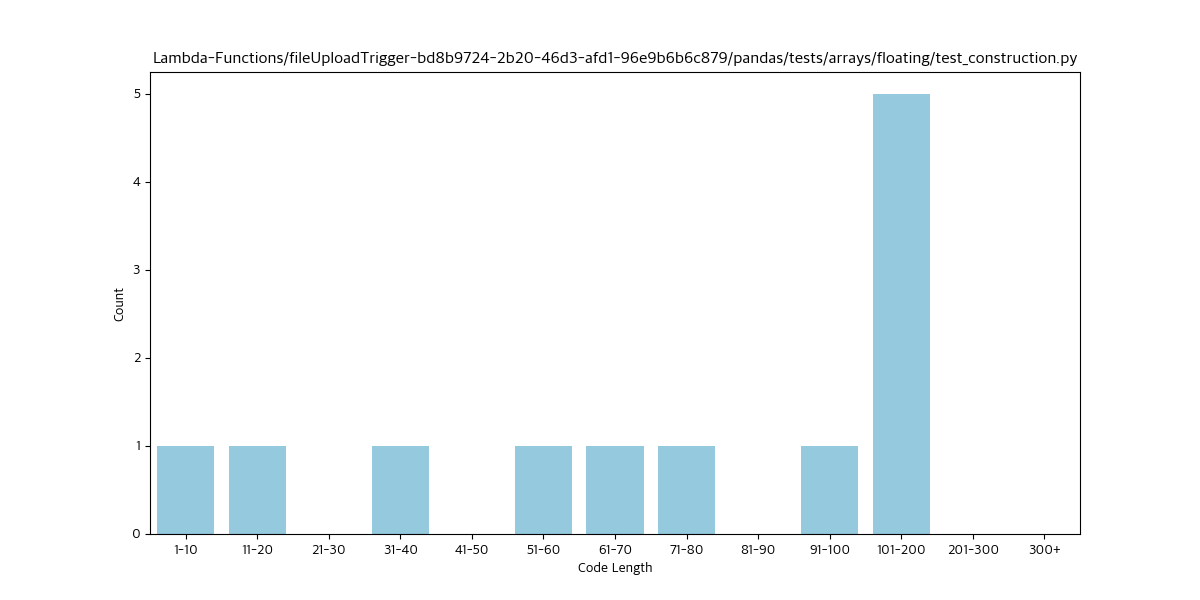 Lambda-Functions/fileUploadTrigger-bd8b9724-2b20-46d3-afd1-96e9b6b6c879/pandas/tests/arrays/floating/test_construction.py
5
4
3
2
1
0
Count
1-10 11-20 21-30 31-40 41-50 51-60 61-70 71-80 81-90 91-100 101-200 201-300 300+
Code Length